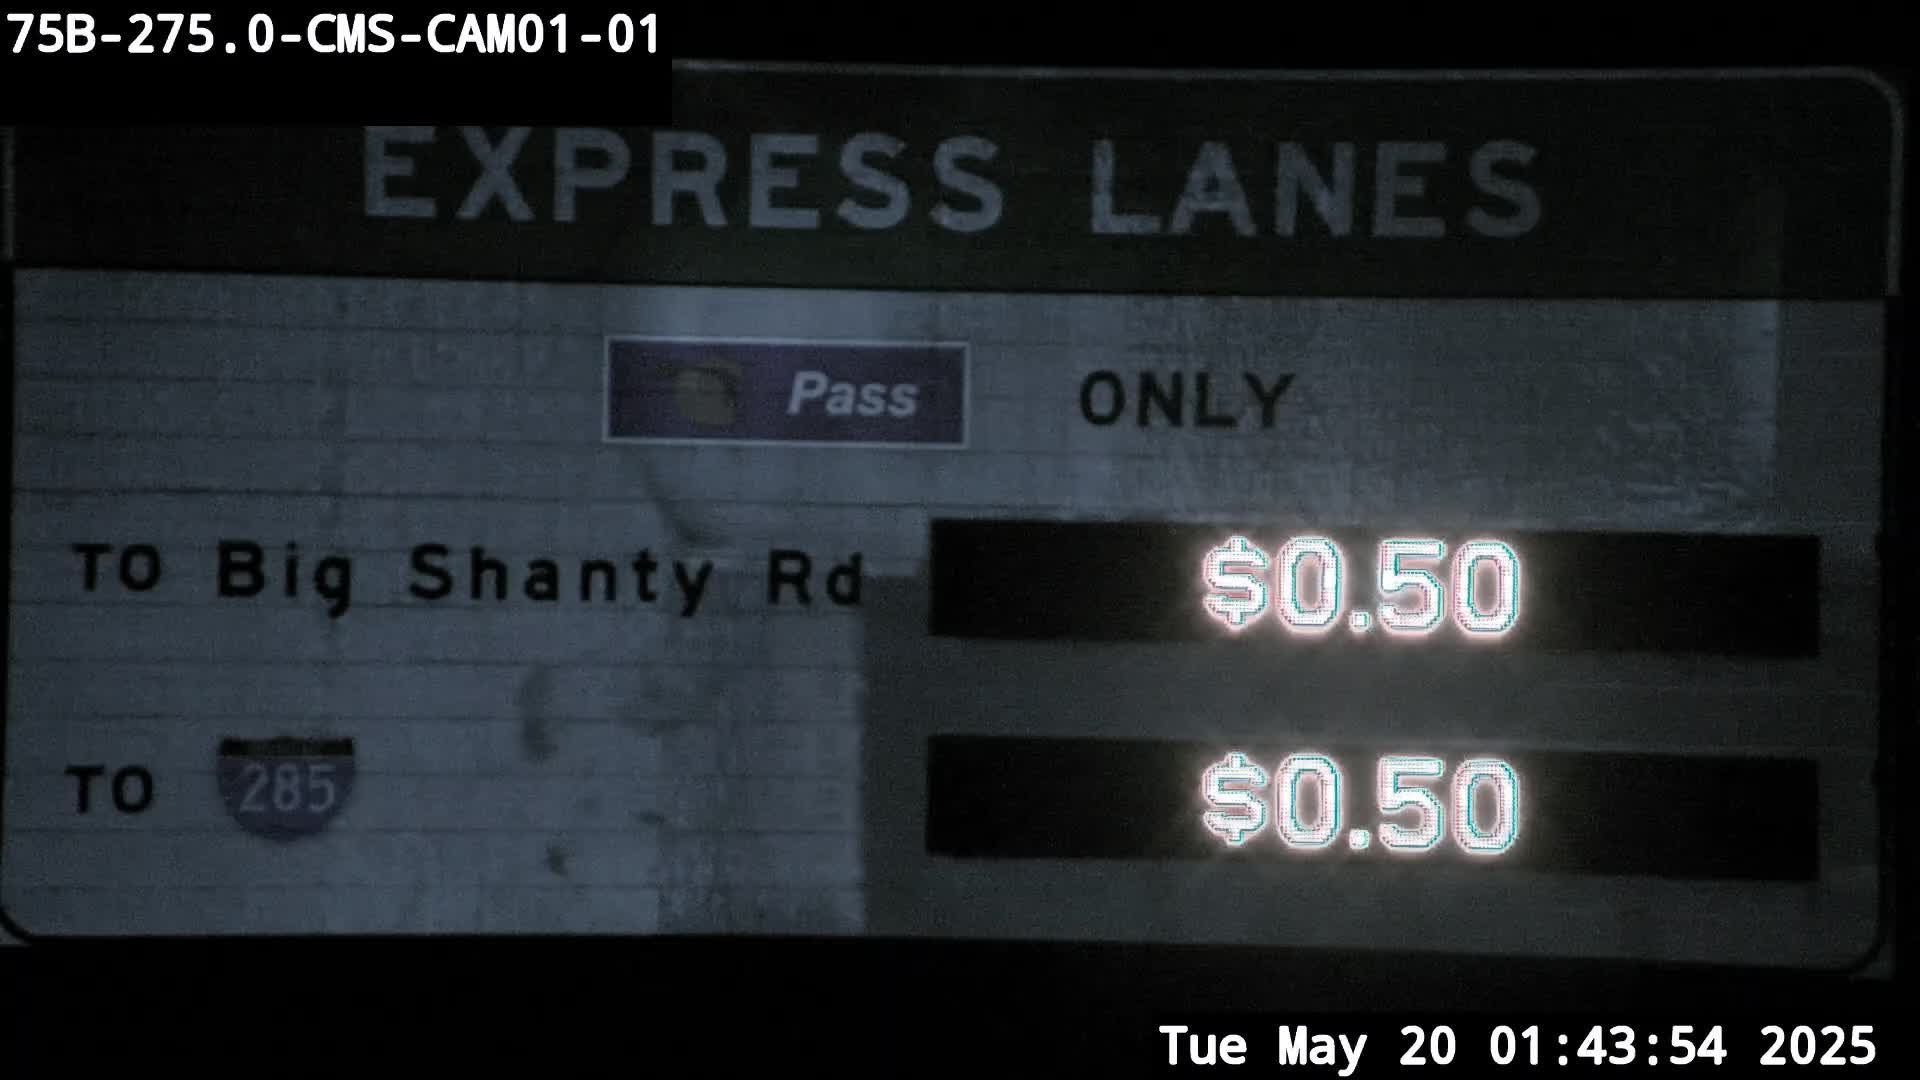 75B-275.0-CMS-CAM01-01
EXPRESS LANES
Pass ONLY
TO Big Shanty Rd $0.50
TO 285 $0.50
Tue May 20 01:43:54 2025